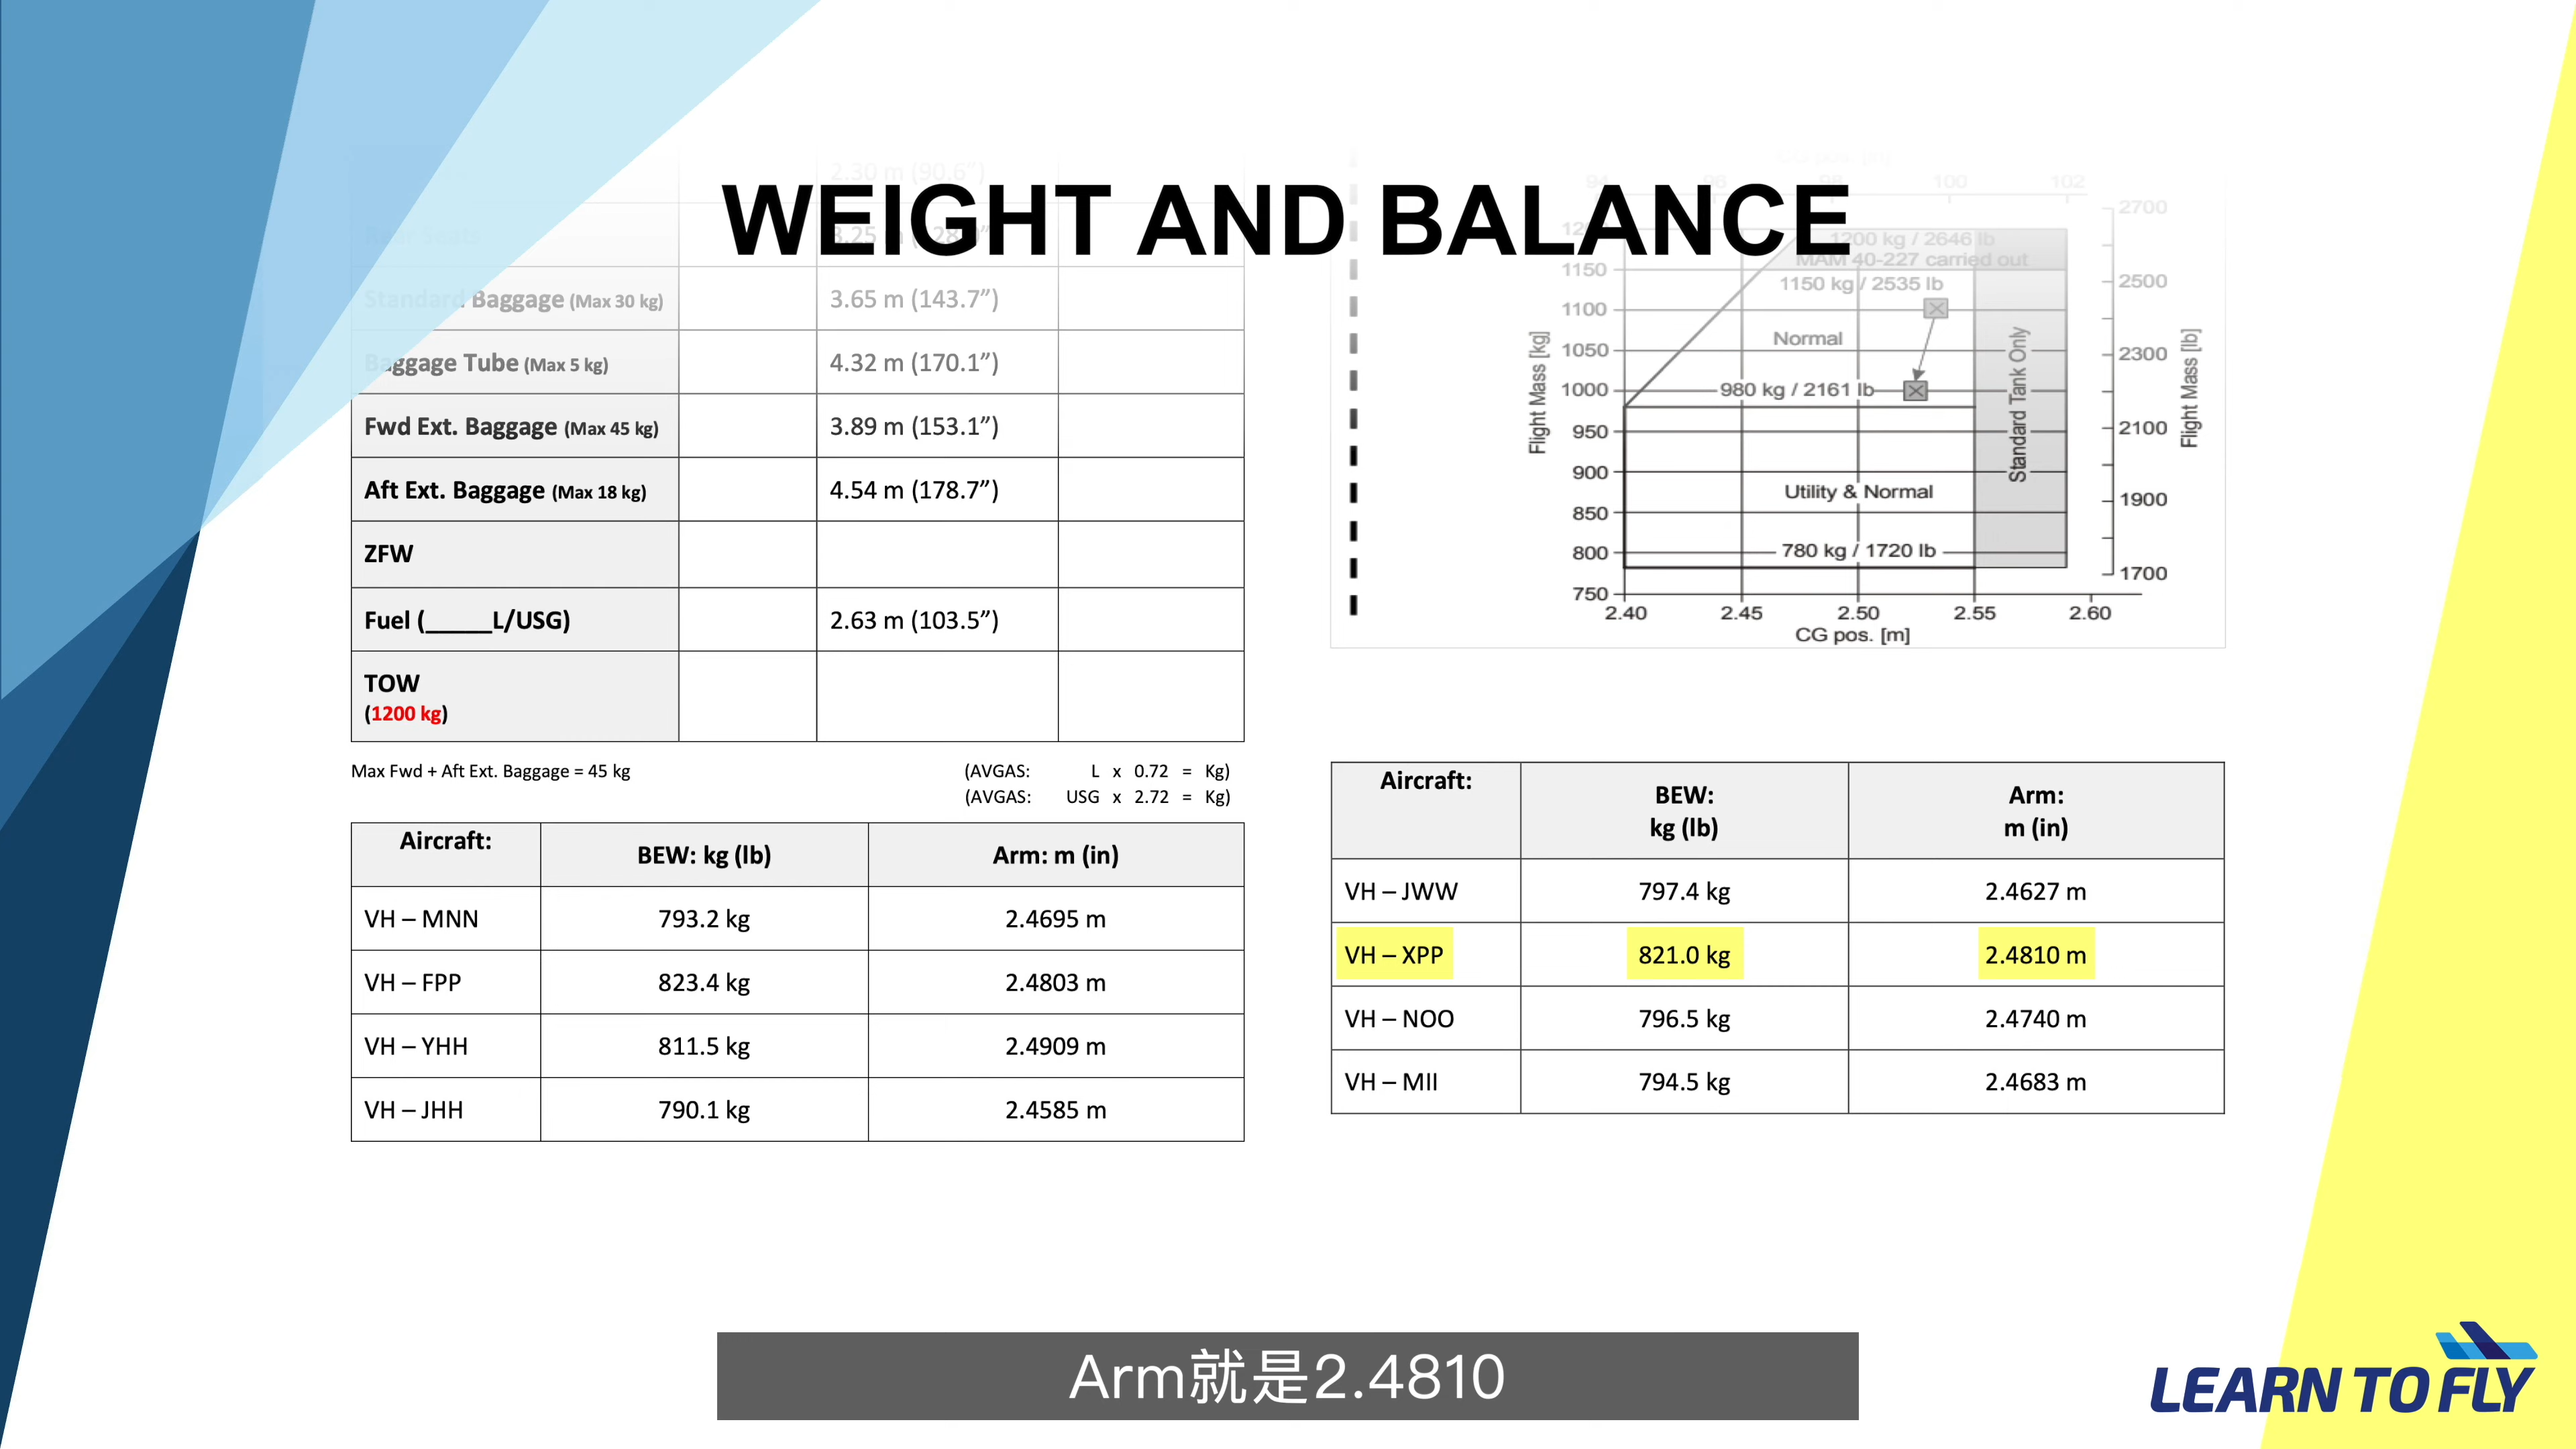 WEIGHT AND BALANCE
2.30 m (90.6”)
Rear Seats
Standard Baggage (Max 30 kg)
3.65 m (143.7”)
Baggage Tube (Max 5 kg)
4.32 m (170.1”)
Fwd Ext. Baggage (Max 45 kg)
3.89 m (153.1”)
Aft Ext. Baggage (Max 18 kg)
4.54 m (178.7”)
ZFW
Fuel (_____L/USG)
2.63 m (103.5”)
TOW
(1200 kg)
Max Fwd + Aft Ext. Baggage = 45 kg
(AVGAS: L x 0.72 = Kg)
(AVGAS: USG x 2.72 = Kg)
Aircraft: BEW: kg (lb) Arm: m (in)
VH – MNN 793.2 kg 2.4695 m
VH – FPP 823.4 kg 2.4803 m
VH – YHH 811.5 kg 2.4909 m
VH – JHH 790.1 kg 2.4585 m
94 96 98 100 102
1200 kg / 2646 lb
MAM 40-227 carried out
1150 kg / 2535 lb
Normal
980 kg / 2161 lb
Utility & Normal
780 kg / 1720 lb
Standard Tank Only
Flight Mass [kg]
1150
1100
1050
1000
950
900
850
800
750
2.40 2.45 2.50 2.55 2.60
CG pos. [m]
2700
2500
2300
2100
1900
1700
Flight Mass [lb]
Aircraft: BEW: Arm:
kg (lb) m (in)
VH – JWW 797.4 kg 2.4627 m
VH – XPP 821.0 kg 2.4810 m
VH – NOO 796.5 kg 2.4740 m
VH – MII 794.5 kg 2.4683 m
Arm就是2.4810
LEARN TO FLY